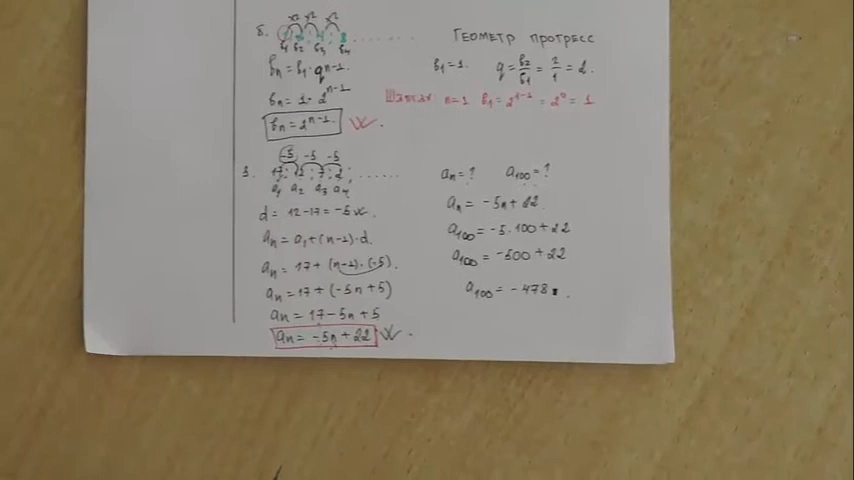 Б. 1; 2; 4; 8 ........ Геометр прогресс
×2 ×2 ×2
b₁ b₂ b₃ b₄
bₙ = b₁ · qⁿ⁻¹. b₁ = 1. q = b₂/b₁ = 2/1 = 2.
bₙ = 1 · 2ⁿ⁻¹ n=1 b₁ = 2¹⁻¹ = 2⁰ = 1
bₙ = 2ⁿ⁻¹.
-5 -5 -5
3. 17; 12; 7; 2; ...... aₙ = ? a₁₀₀ = ?
a₁ a₂ a₃ a₄
d = 12-17 = -5 aₙ = -5n+22.
aₙ = a₁+(n-1)·d. a₁₀₀ = -5·100+22
aₙ = 17+(n-1)·(-5). a₁₀₀ = -500+22
aₙ = 17+(-5n+5) a₁₀₀ = -478.
aₙ = 17-5n+5
aₙ = -5n+22